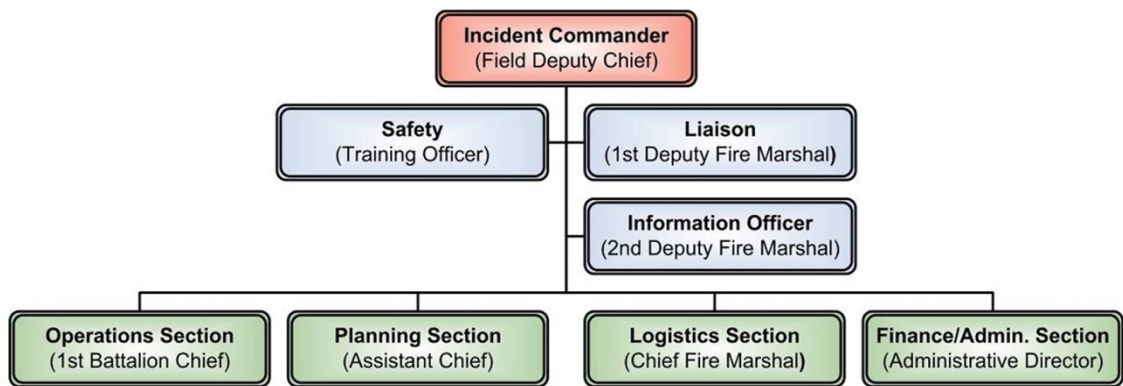 Incident Commander
(Field Deputy Chief)
Safety
(Training Officer)
Liaison
(1st Deputy Fire Marshal)
Information Officer
(2nd Deputy Fire Marshal)
Operations Section
(1st Battalion Chief)
Planning Section
(Assistant Chief)
Logistics Section
(Chief Fire Marshal)
Finance/Admin. Section
(Administrative Director)